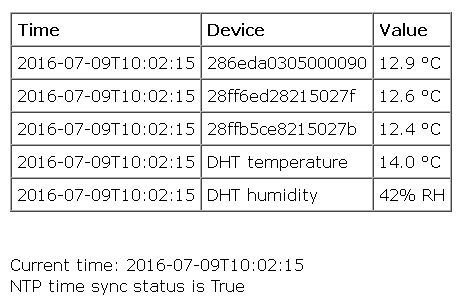 Time Device Value
2016-07-09T10:02:15 286eda0305000090 12.9 °C
2016-07-09T10:02:15 28ff6ed28215027f 12.6 °C
2016-07-09T10:02:15 28ffb5ce8215027b 12.4 °C
2016-07-09T10:02:15 DHT temperature 14.0 °C
2016-07-09T10:02:15 DHT humidity 42% RH
Current time: 2016-07-09T10:02:15
NTP time sync status is True